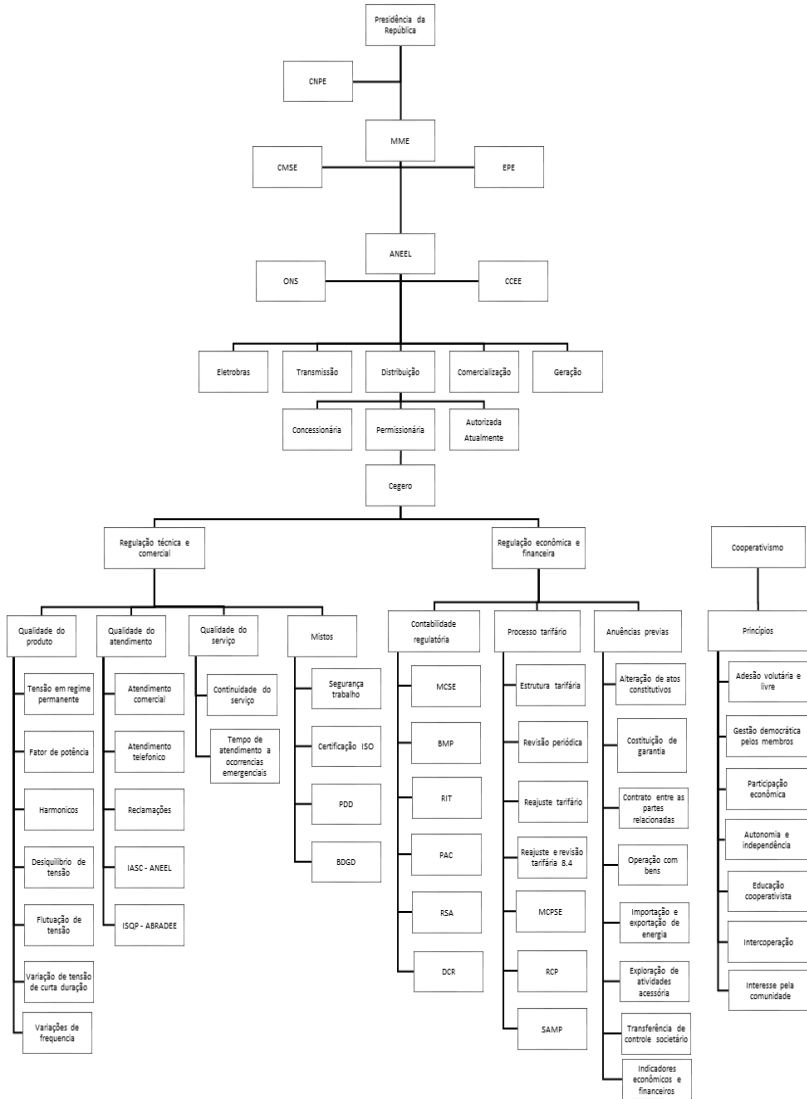 Presidência da
República
CNPE
MME
CMSE
EPE
ANEEL
ONS
CCEE
Eletrobras
Transmissão
Distribuição
Comercialização
Geração
Concessionária
Permissionária
Autorizada
Atualmente
Cegero
Regulação técnica e
comercial
Regulação econômica e
financeira
Cooperativismo
Qualidade do
produto
Qualidade do
atendimento
Qualidade do
serviço
Mistos
Contabilidade
regulatória
Processo tarifário
Anuências previas
Princípios
Tensão em regime
permanente
Fator de potência
Harmonicos
Desiquilibrio de
tensão
Flutuação de
tensão
Variação de tensão
de curta duração
Variações de
frequencia
Atendimento
comercial
Atendimento
telefonico
Reclamações
IASC - ANEEL
ISQP - ABRADEE
Continuidade do
serviço
Tempo de
atendimento a
ocorrencias
emergenciais
Segurança
trabalho
Certificação ISO
PDD
BDGD
MCSE
BMP
RIT
PAC
RSA
DCR
Estrutura tarifária
Revisão periódica
Reajuste tarifário
Reajuste e revisão
tarifária 8.4
MCPSE
RCP
SAMP
Alteração de atos
constitutivos
Costituição de
garantia
Contrato entre as
partes
relacionadas
Operação com
bens
Importação e
exportação de
energia
Exploração de
atividades
acessória
Transferência de
controle societário
Indicadores
econômicos e
financeiros
Adesão volutária e
livre
Gestão democrática
pelos membros
Participação
econômica
Autonomia e
independência
Educação
cooperativista
Intercoperação
Interesse pela
comunidade